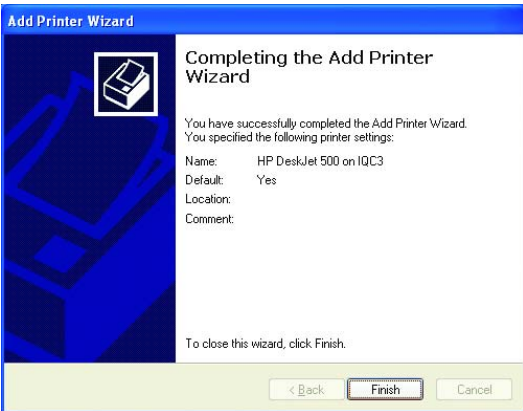 Add Printer Wizard
Completing the Add Printer
Wizard
You have successfully completed the Add Printer Wizard.
You specified the following printer settings:
Name: HP DeskJet 500 on IQC3
Default: Yes
Location:
Comment:
To close this wizard, click Finish.
< Back Finish Cancel